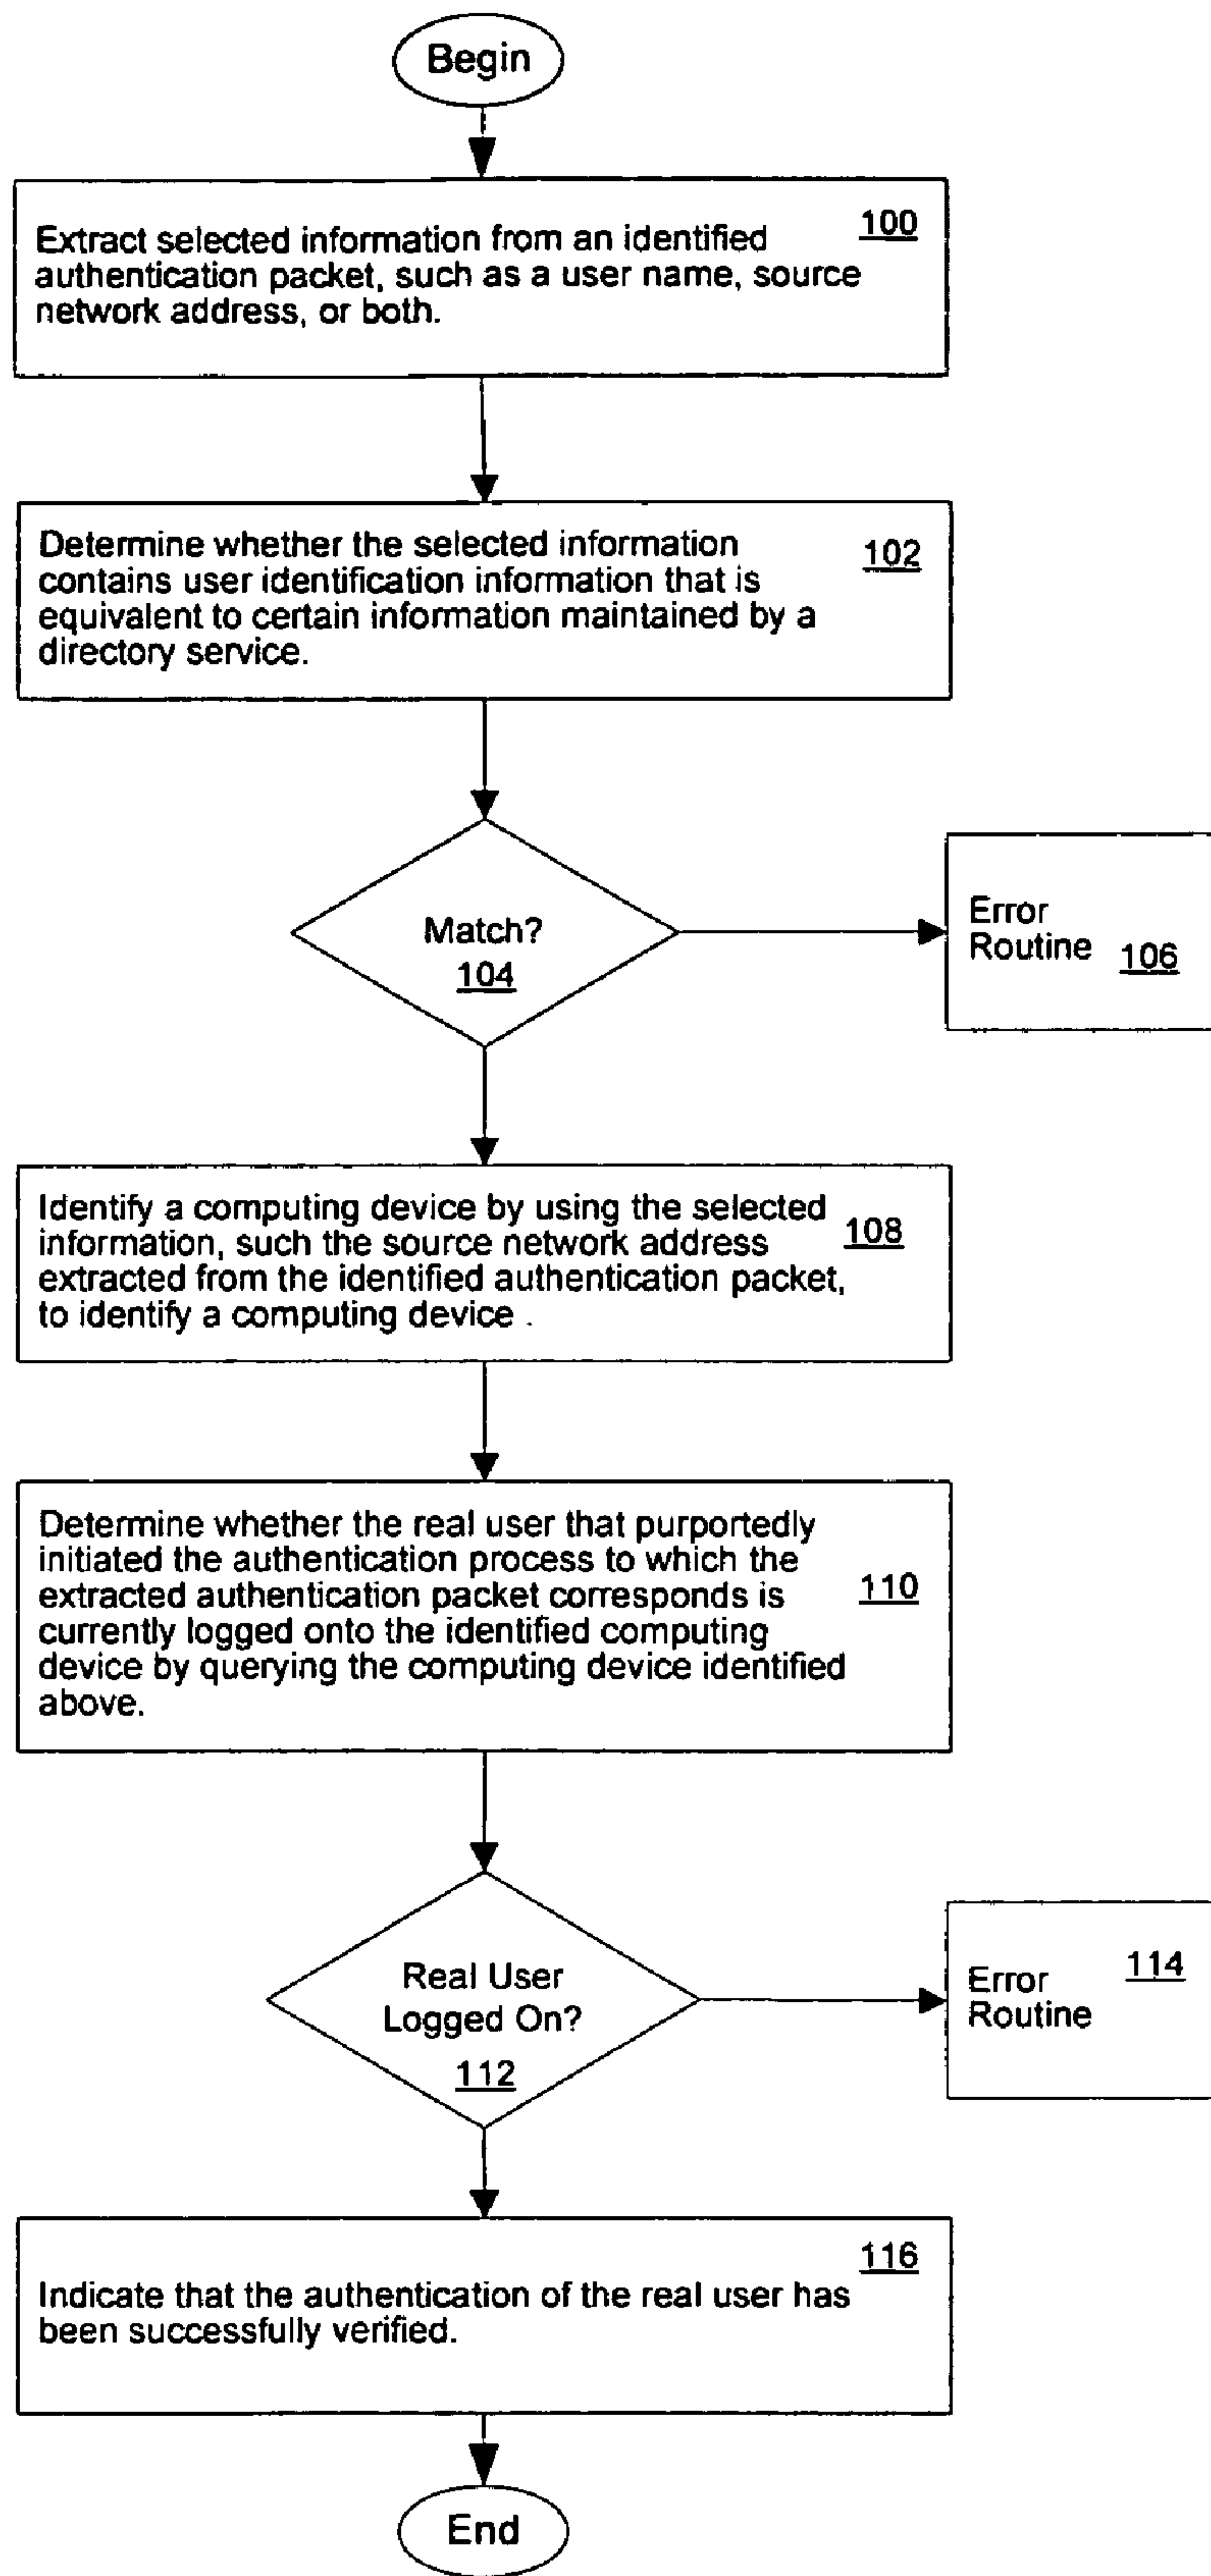 Begin
100
Extract selected information from an identified
authentication packet, such as a user name, source
network address, or both.
102
Determine whether the selected information
contains user identification information that is
equivalent to certain information maintained by a
directory service.
Match?
104
Error
Routine
106
Identify a computing device by using the selected
108
information, such the source network address
extracted from the identified authentication packet,
to identify a computing device .
Determine whether the real user that purportedly
initiated the authentication process to which the
110
extracted authentication packet corresponds is
currently logged onto the identified computing
device by querying the computing device identified
above.
Real User
Logged On?
112
114
Error
Routine
116
Indicate that the authentication of the real user has
been successfully verified.
End